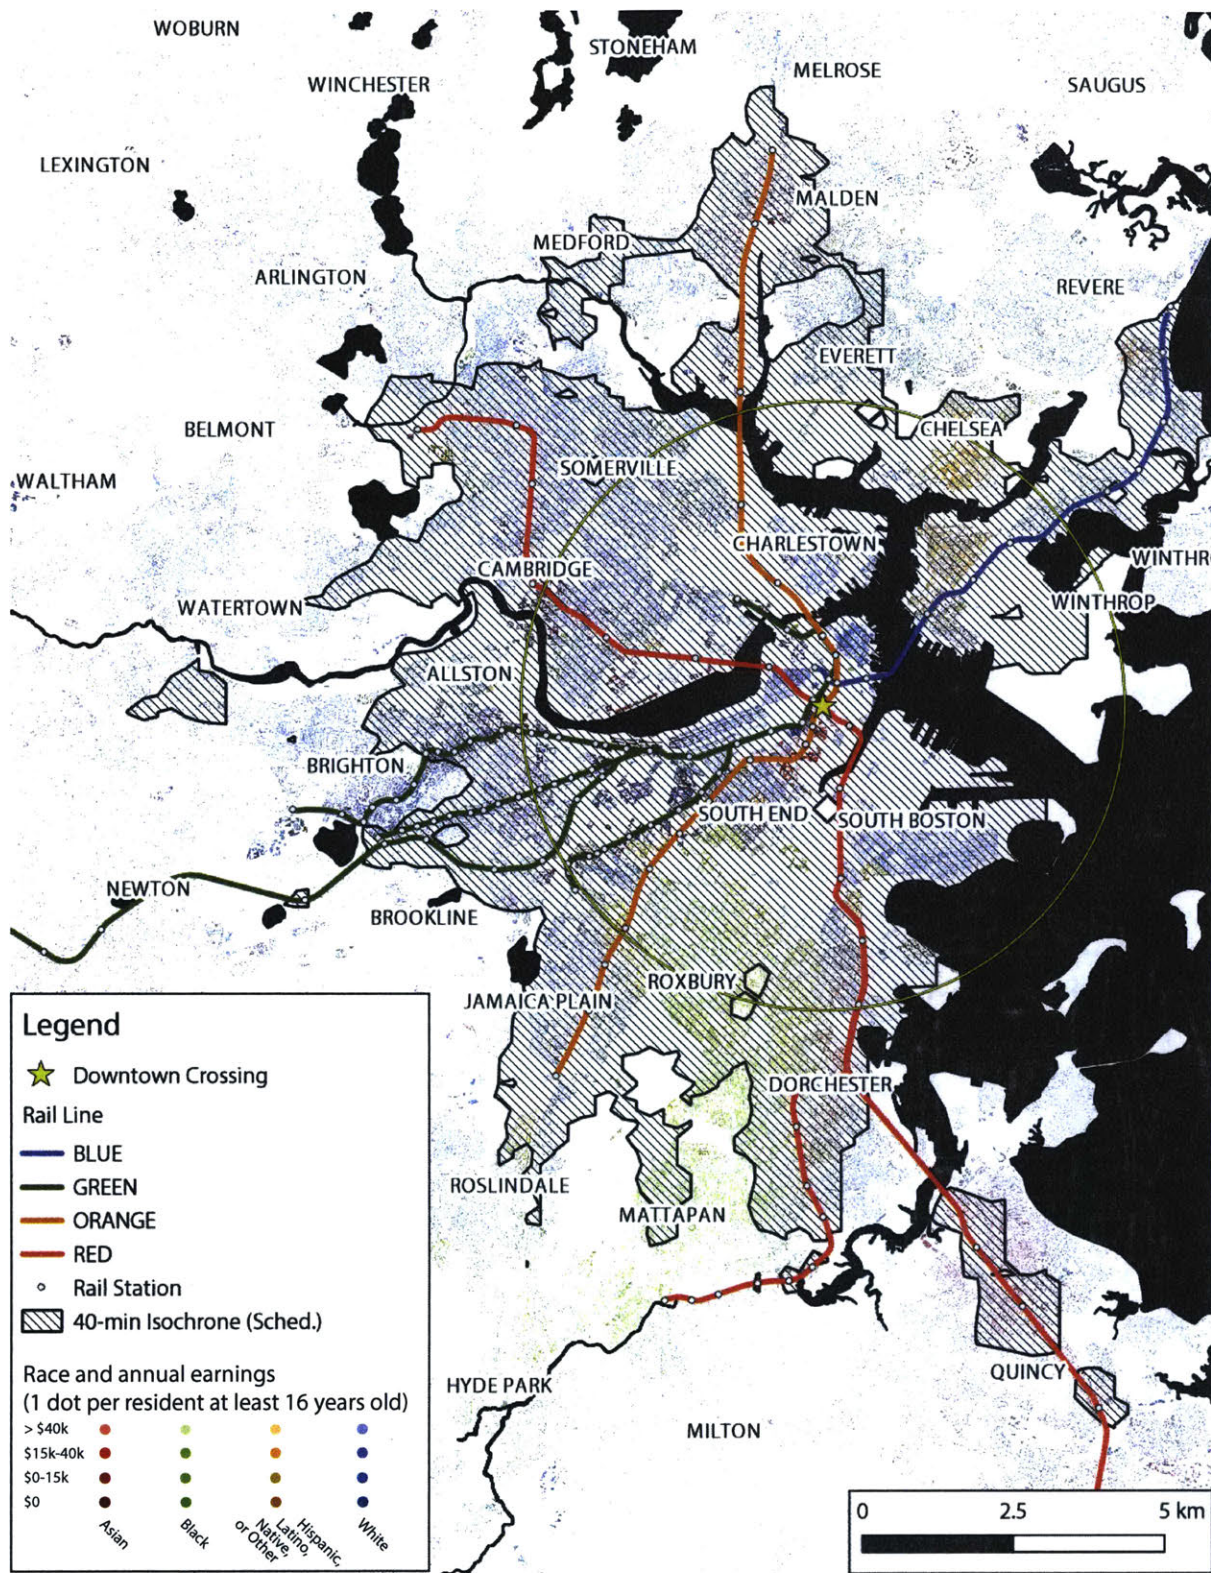 WOBURN
STONEHAM
WINCHESTER
MELROSE
SAUGUS
LEXINGTON
MALDEN
MEDFORD
ARLINGTON
REVERE
EVERETT
BELMONT
CHELSEA
SOMERVILLE
WALTHAM
CHARLESTOWN
WINTHRO
CAMBRIDGE
WATERTOWN
WINTHROP
ALLSTON
BRIGHTON
SOUTH END
SOUTH BOSTON
NEWTON
BROOKLINE
ROXBURY
JAMAICA PLAIN
DORCHESTER
ROSLINDALE
MATTAPAN
QUINCY
HYDE PARK
MILTON
Legend
Downtown Crossing
Rail Line
BLUE
GREEN
ORANGE
RED
Rail Station
40-min Isochrone (Sched.)
Race and annual earnings
(1 dot per resident at least 16 years old)
> $40k
$15k-40k
$0-15k
$0
Asian
Black
Hispanic,
Latino,
Native,
or Other
White
0 2.5 5 km